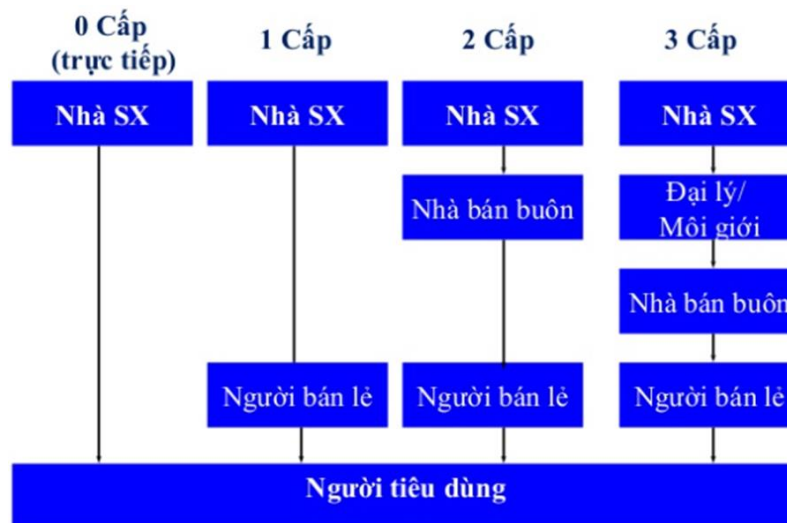 0 Cấp
(trực tiếp)
1 Cấp
2 Cấp
3 Cấp
Nhà SX
Nhà SX
Nhà SX
Nhà SX
Nhà bán buôn
Đại lý/
Môi giới
Nhà bán buôn
Người bán lẻ
Người bán lẻ
Người bán lẻ
Người tiêu dùng